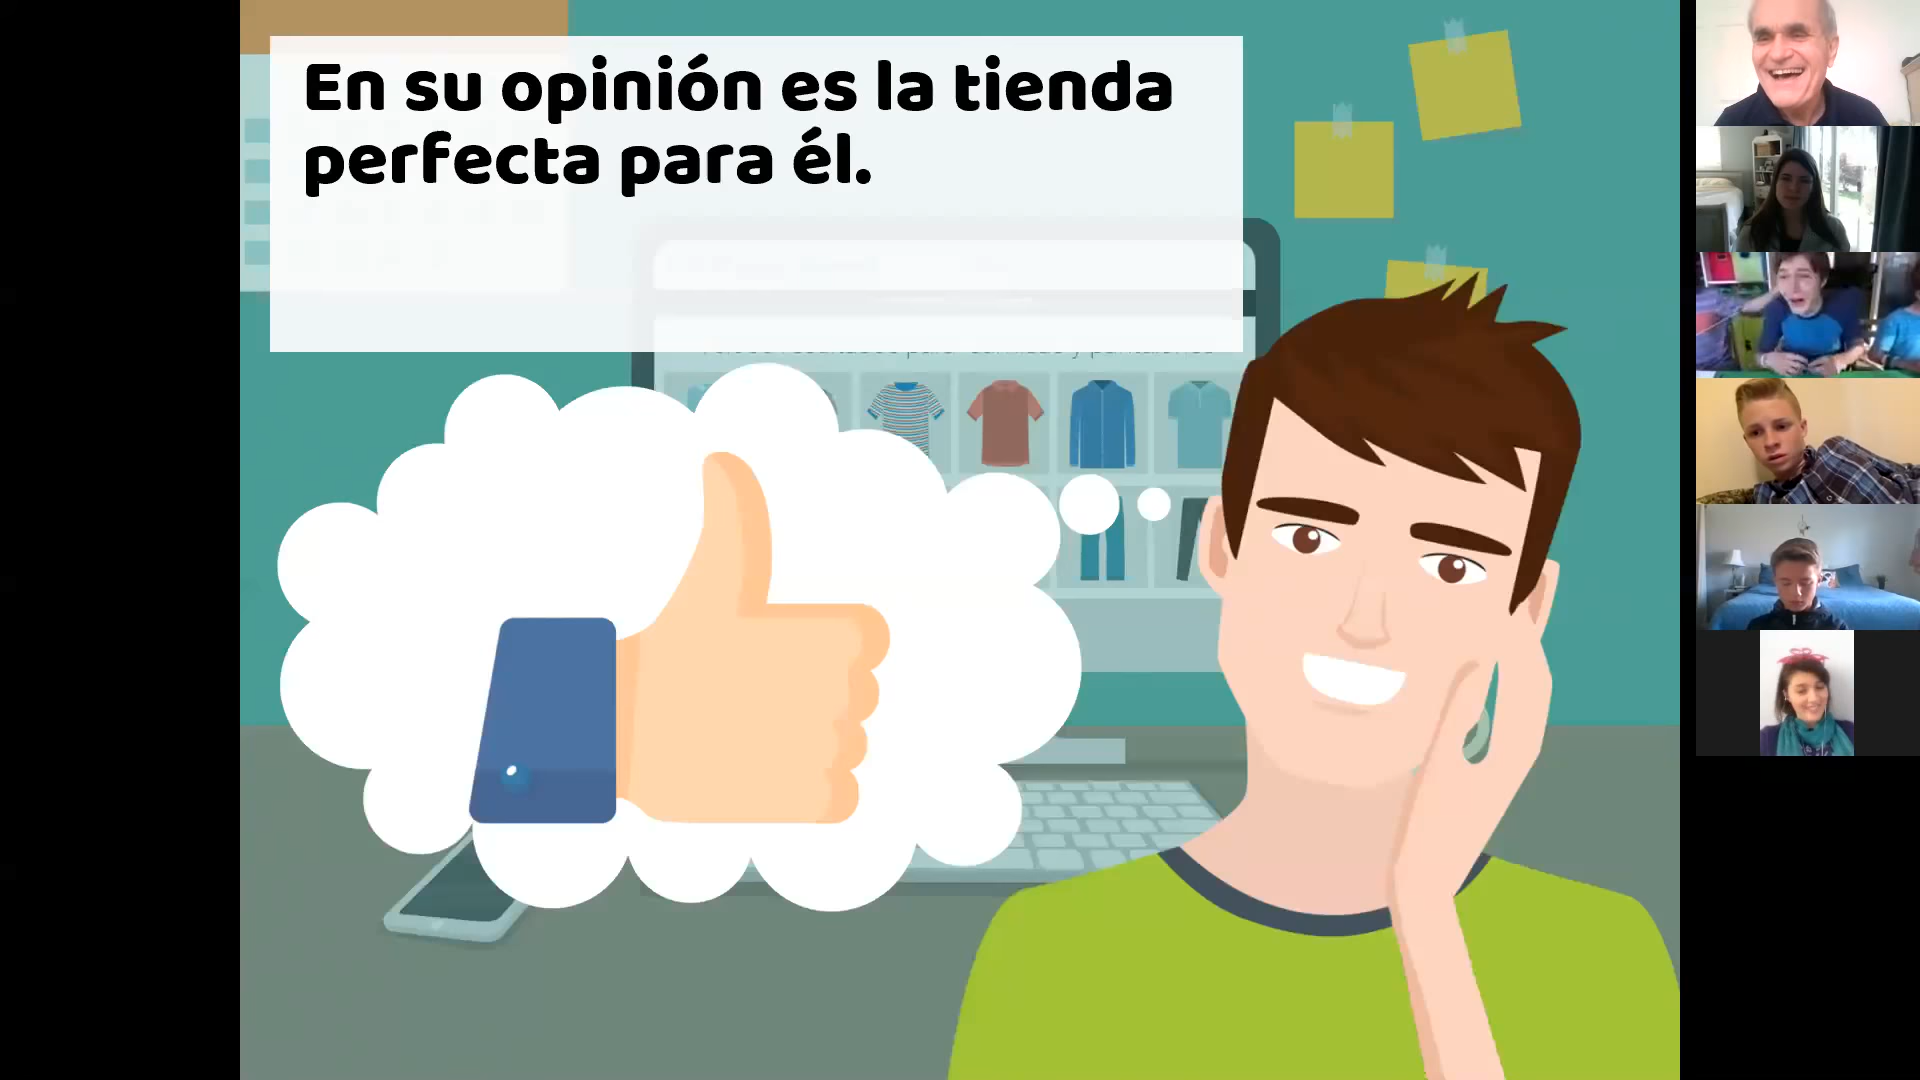 En su opinión es la tienda
perfecta para él.